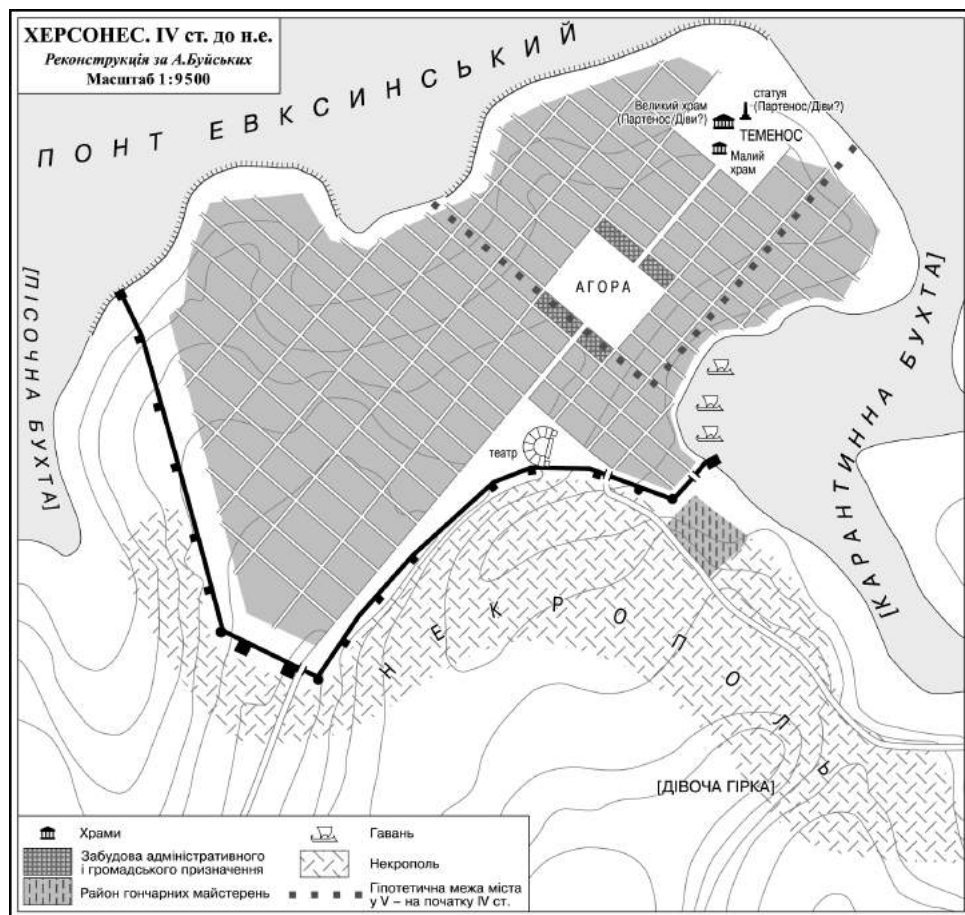 ХЕРСОНЕС. IV ст. до н.е.
Реконструкція за А.Буйських
Масштаб 1:9500
ПОНТ ЕВКСИНСЬКИЙ
Великий храм
(Партенос/Діви?)
статуя
(Партенос/Діви?)
ТЕМЕНОС
Малий
храм
АГОРА
[ПІСОЧНА БУХТА]
[КАРАНТИННА БУХТА]
театр
НЕКРОПОЛЬ
[ДІВОЧА ГІРКА]
Храми
Забудова адміністративного
і громадського призначення
Район гончарних майстерень
Гавань
Некрополь
Гіпотетична межа міста
у V – на початку IV ст.